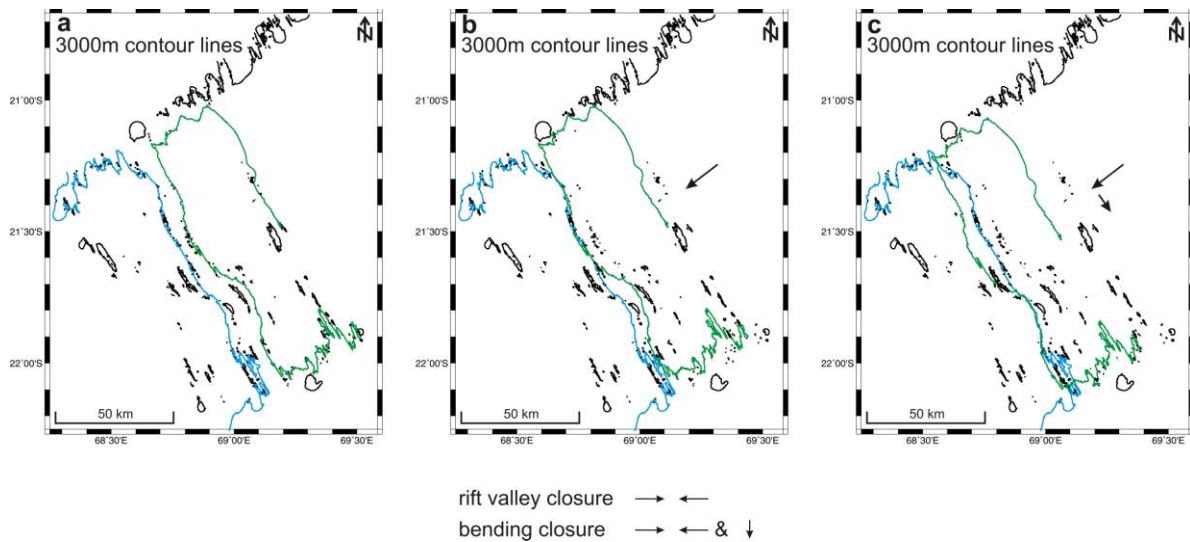 a
3000m contour lines
N
b
3000m contour lines
N
c
3000m contour lines
N
21°00'S
21°00'S
21°00'S
21°30'S
21°30'S
21°30'S
22°00'S
22°00'S
22°00'S
50 km
50 km
50 km
68°30'E 69°00'E 69°30'E
68°30'E 69°00'E 69°30'E
68°30'E 69°00'E 69°30'E
rift valley closure
bending closure &